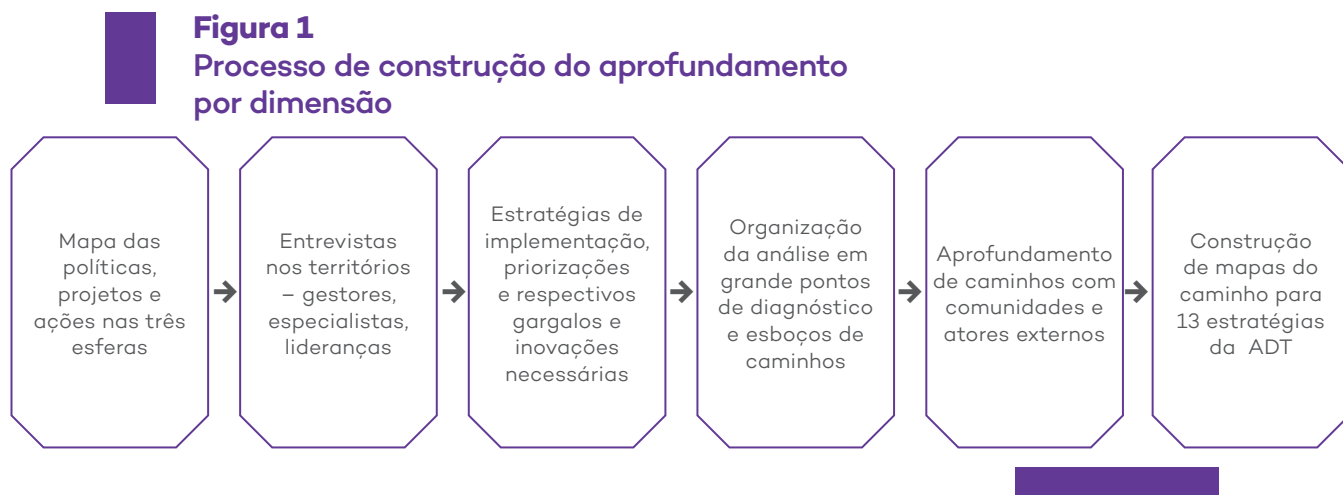 Figura 1
Processo de construção do aprofundamento
por dimensão
Mapa das
políticas,
projetos e
ações nas três
esferas
Entrevistas
nos territórios
– gestores,
especialistas,
lideranças
Estratégias de
implementação,
priorizações
e respectivos
gargalos e
inovações
necessárias
Organização
da análise em
grande pontos
de diagnóstico
e esboços de
caminhos
Aprofundamento
de caminhos com
comunidades e
atores externos
Construção
de mapas do
caminho para
13 estratégias
da ADT